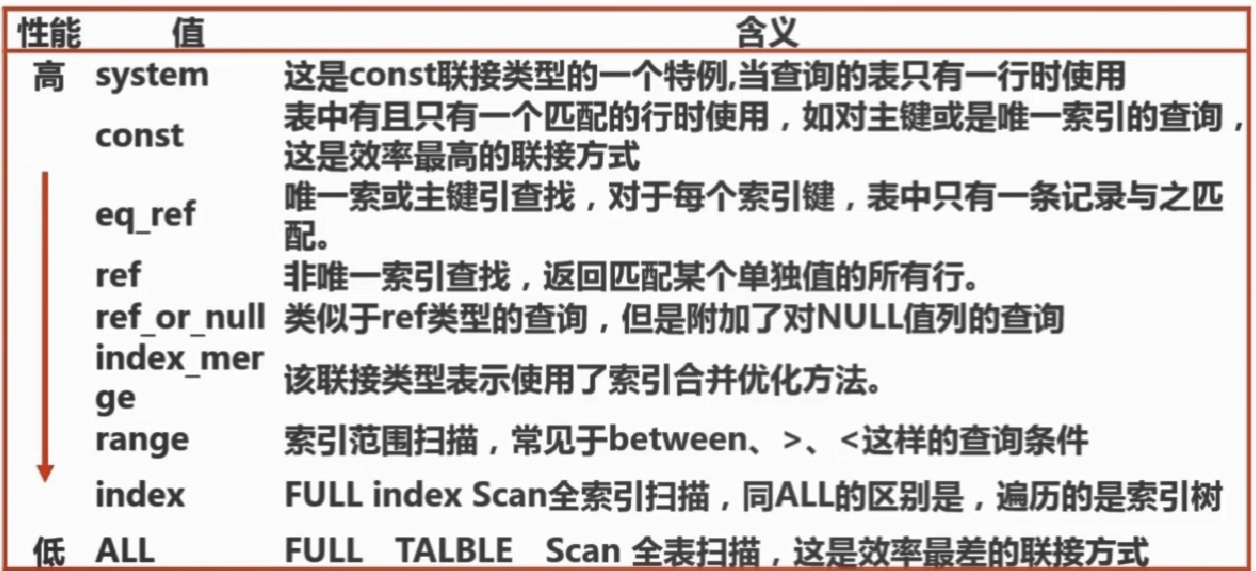 性能 值 含义
高 system 这是const联接类型的一个特例,当查询的表只有一行时使用
const 表中有且只有一个匹配的行时使用，如对主键或是唯一索引的查询，
这是效率最高的联接方式
eq_ref 唯一索或主键引查找，对于每个索引键，表中只有一条记录与之匹
配。
ref 非唯一索引查找，返回匹配某个单独值的所有行。
ref_or_null 类似于ref类型的查询，但是附加了对NULL值列的查询
index_mer
ge 该联接类型表示使用了索引合并优化方法。
range 索引范围扫描，常见于between、>、<这样的查询条件
index FULL index Scan全索引扫描，同ALL的区别是，遍历的是索引树
低 ALL FULL TALBLE Scan 全表扫描，这是效率最差的联接方式